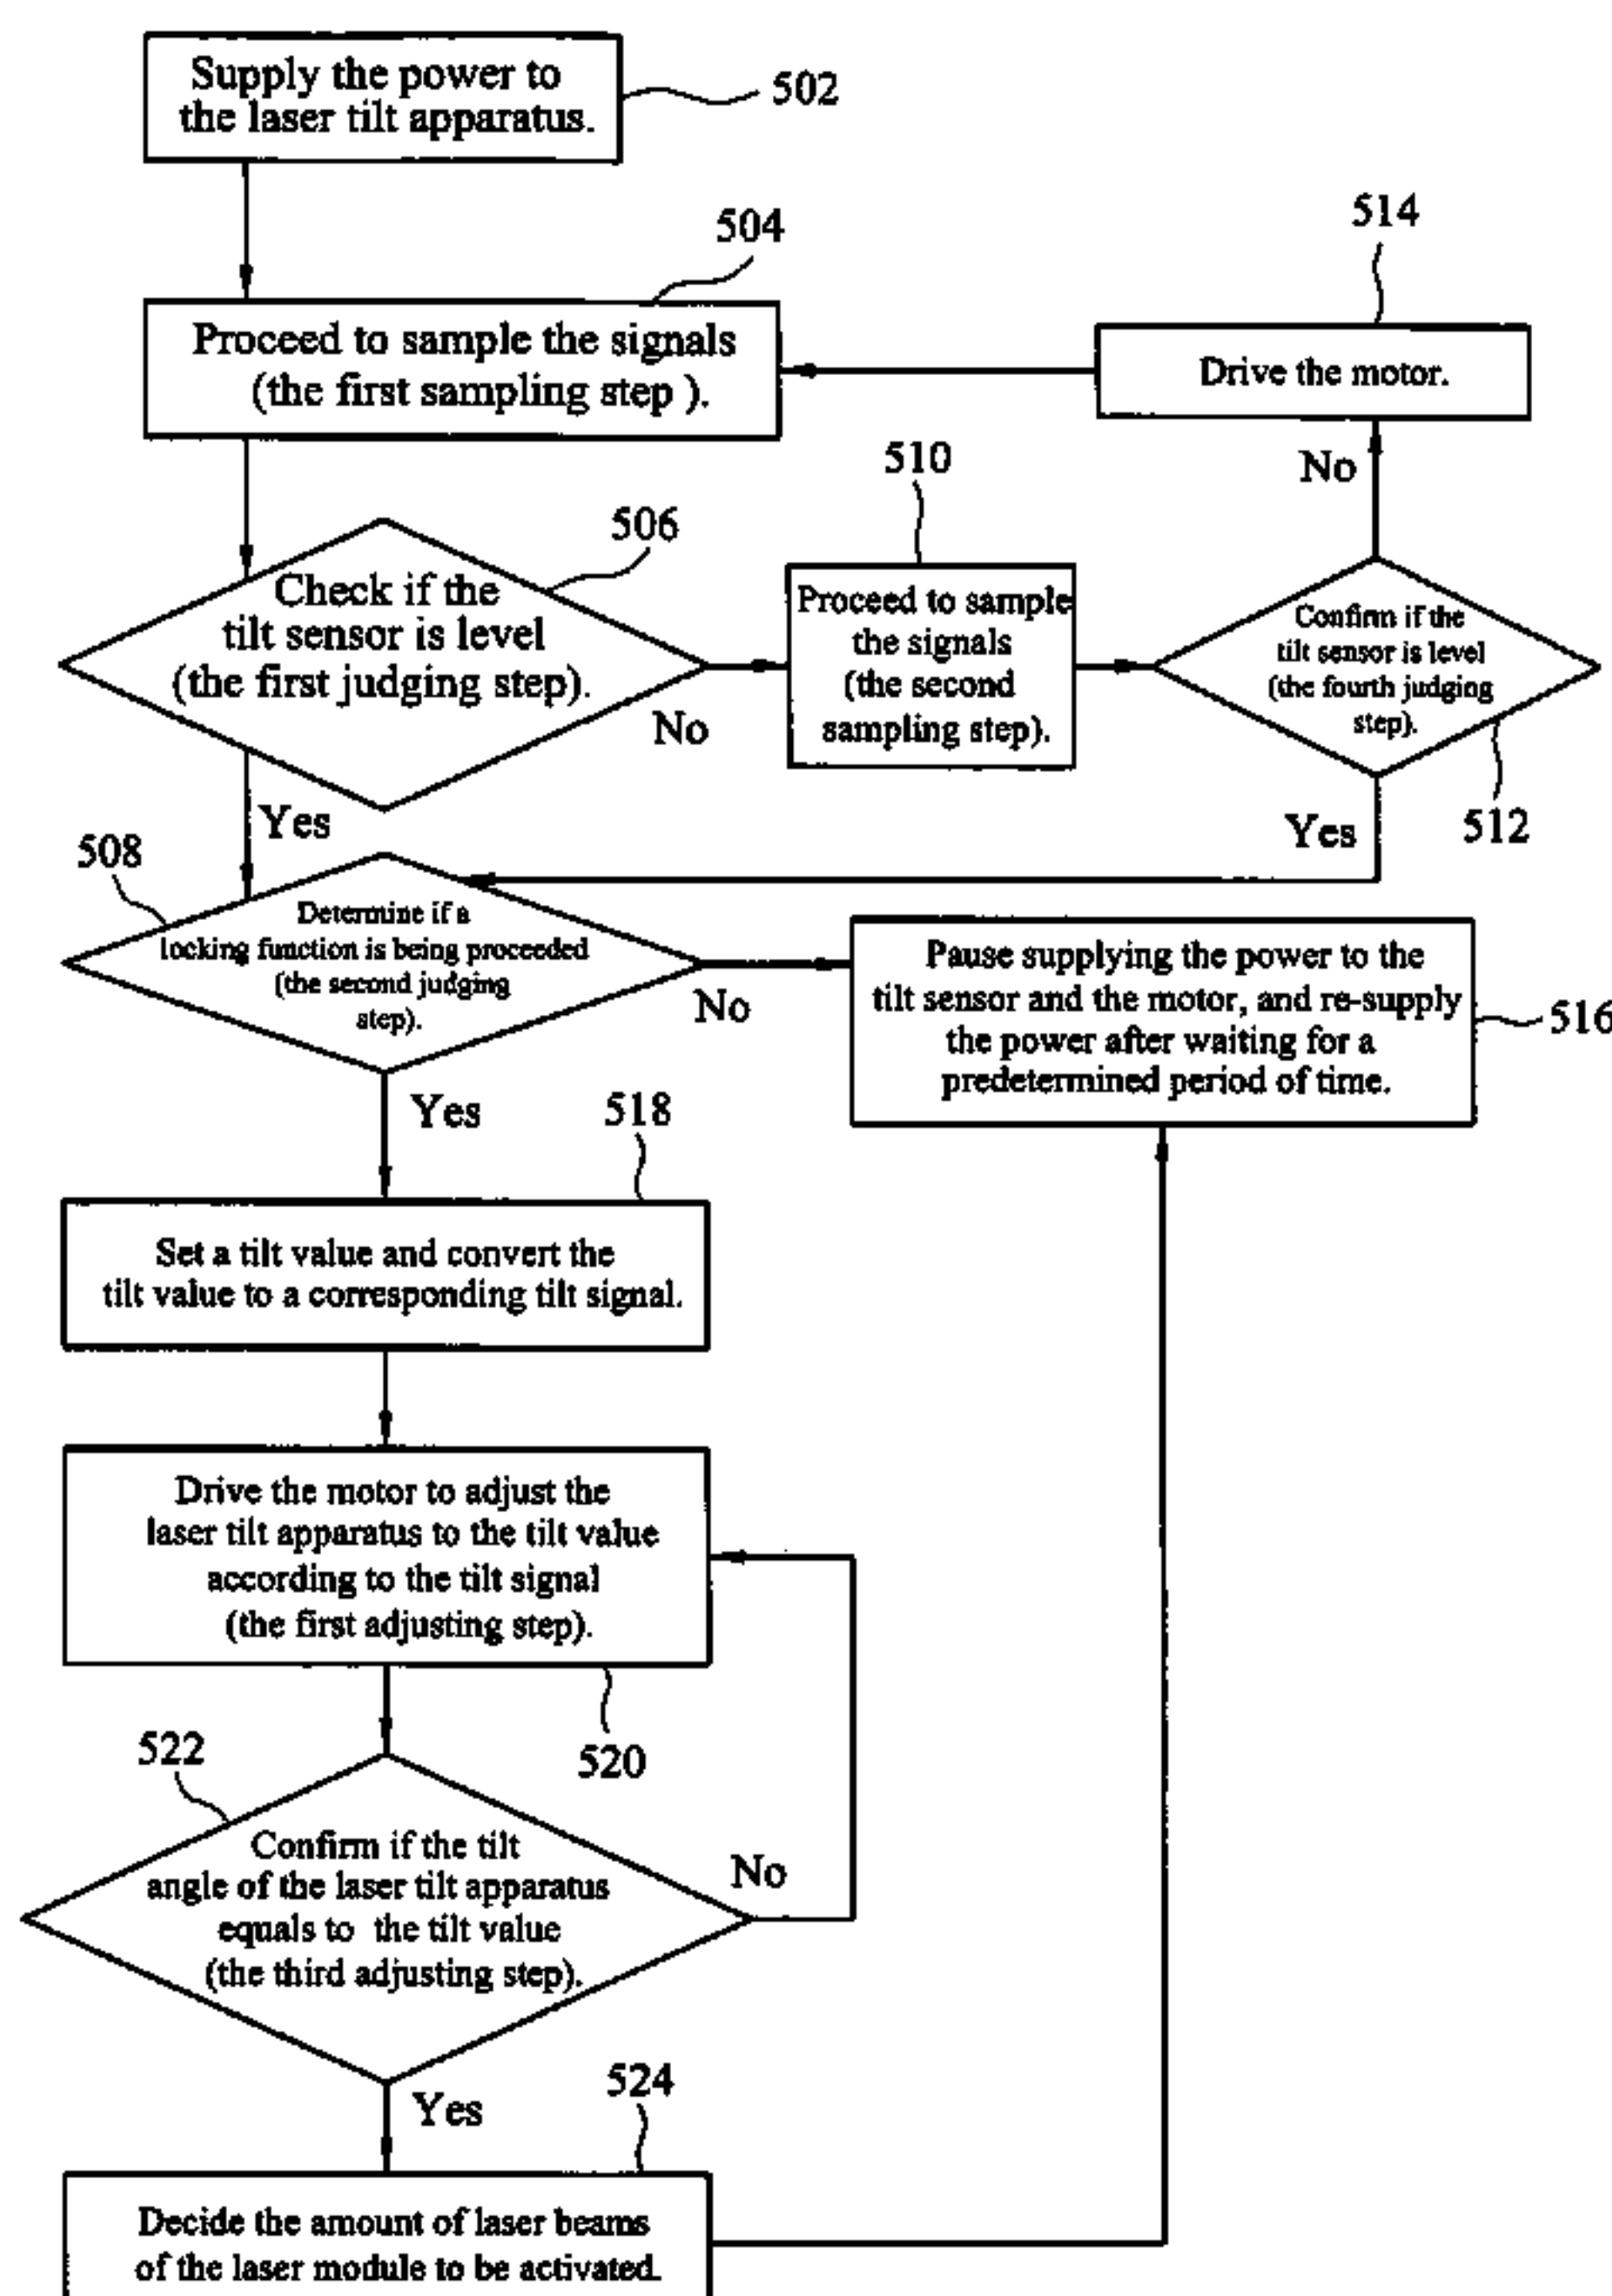 Supply the power to
the laser tilt apparatus.
502
504
Proceed to sample the signals
(the first sampling step ).
514
Drive the motor.
No
506
Check if the
tilt sensor is level
(the first judging step).
No
510
Proceed to sample
the signals
(the second
sampling step).
Confirm if the
tilt sensor is level
(the fourth judging
step).
512
Yes
Yes
508
Determine if a
locking function is being proceeded
(the second judging
step).
No
Pause supplying the power to the
tilt sensor and the motor, and re-supply
the power after waiting for a
predetermined period of time.
516
Yes
518
Set a tilt value and convert the
tilt value to a corresponding tilt signal.
Drive the motor to adjust the
laser tilt apparatus to the tilt value
according to the tilt signal
(the first adjusting step).
520
522
Confirm if the tilt
angle of the laser tilt apparatus
equals to the tilt value
(the third adjusting step).
No
Yes
524
Decide the amount of laser beams
of the laser module to be activated.